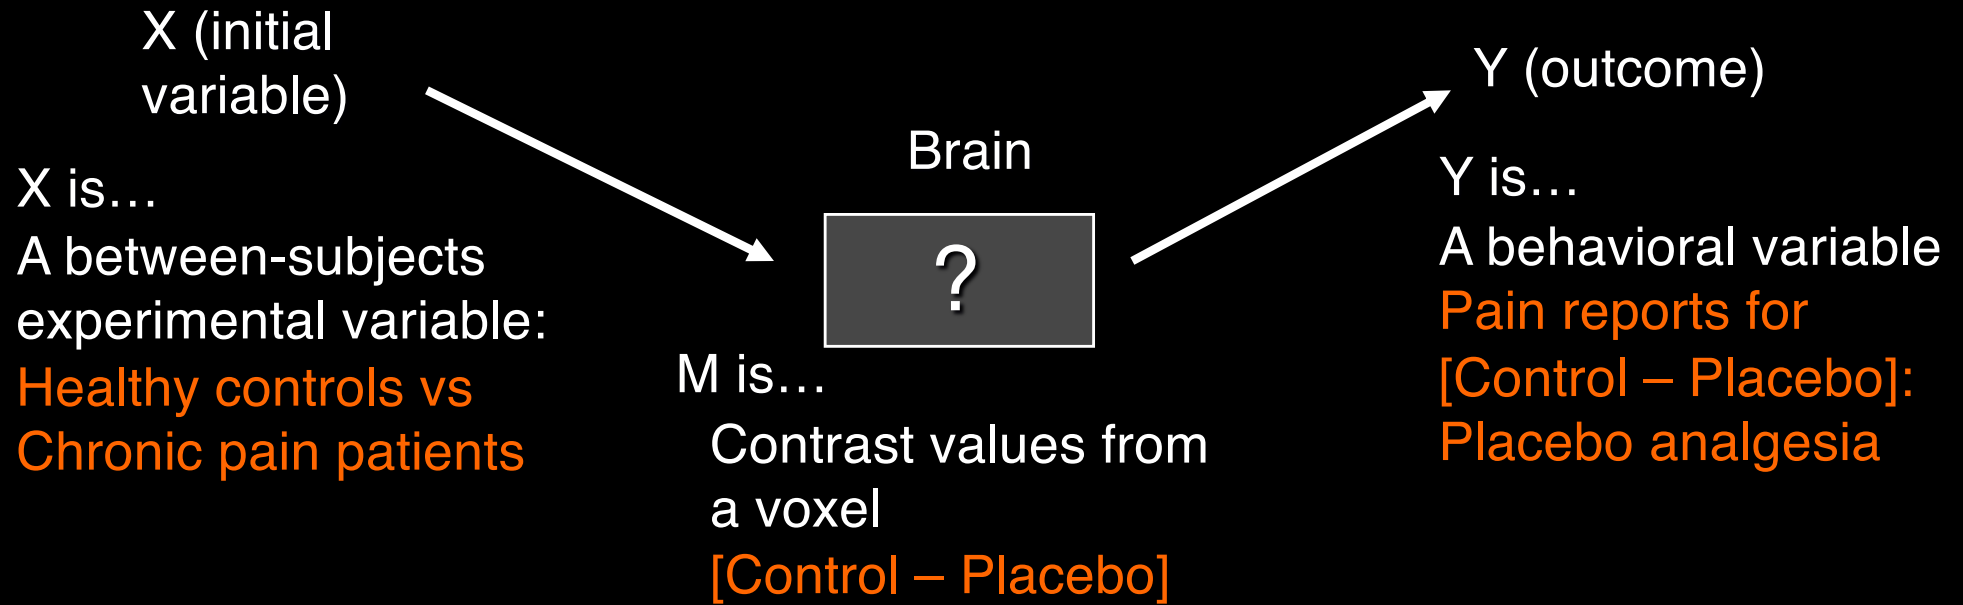 X (initial
variable)
X is…
A between-subjects
experimental variable:
Healthy controls vs
Chronic pain patients
Brain
?
M is…
Contrast values from
a voxel
[Control – Placebo]
Y (outcome)
Y is…
A behavioral variable
Pain reports for
[Control – Placebo]:
Placebo analgesia